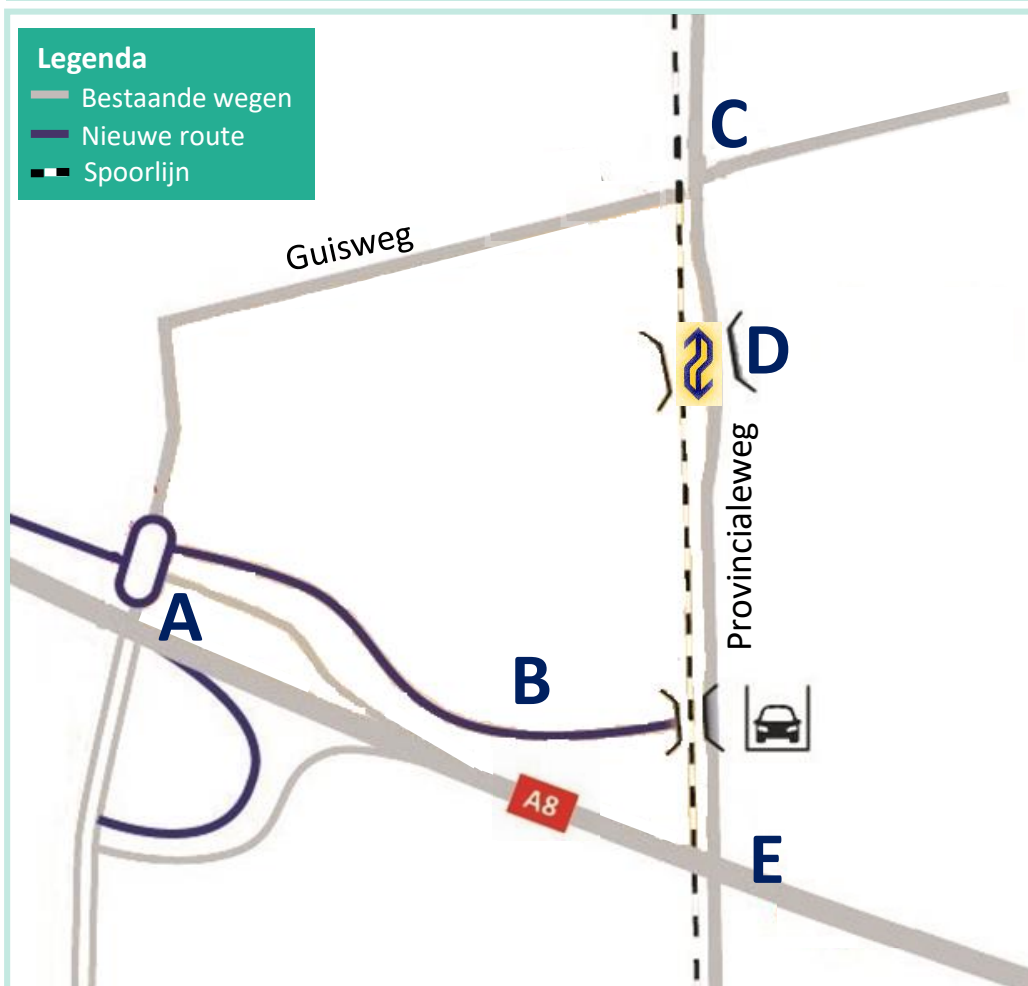 Legenda
Bestaande wegen
Nieuwe route
Spoorlijn
C
Guisweg
D
Provincialeweg
A
B
A8
E